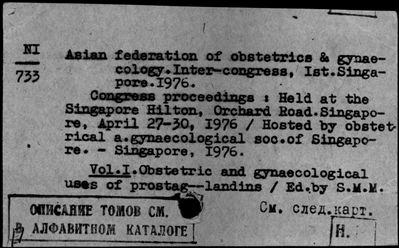 NI
733
Asian federation of obstetrics & gynae-
cology.Inter-congress, Ist.Singa-
pore.1976.
Congress proceedings : Held at the
Singapore Hilton, Orchard Road.Singapo-
re, April 27-30, 1976 / Hosted by obstet-
rical a.gynaecological soc.of Singapo-
re. - Singapore, 1976.
Vol.I.Obstetric and gynaecological
uses of prostag--landins / Ed.by S.M.M.
См. след.карт.
ОПИСАНИЕ ТОМОВ СМ.
В АЛФАВИТНОМ КАТАЛОГЕ
Н.